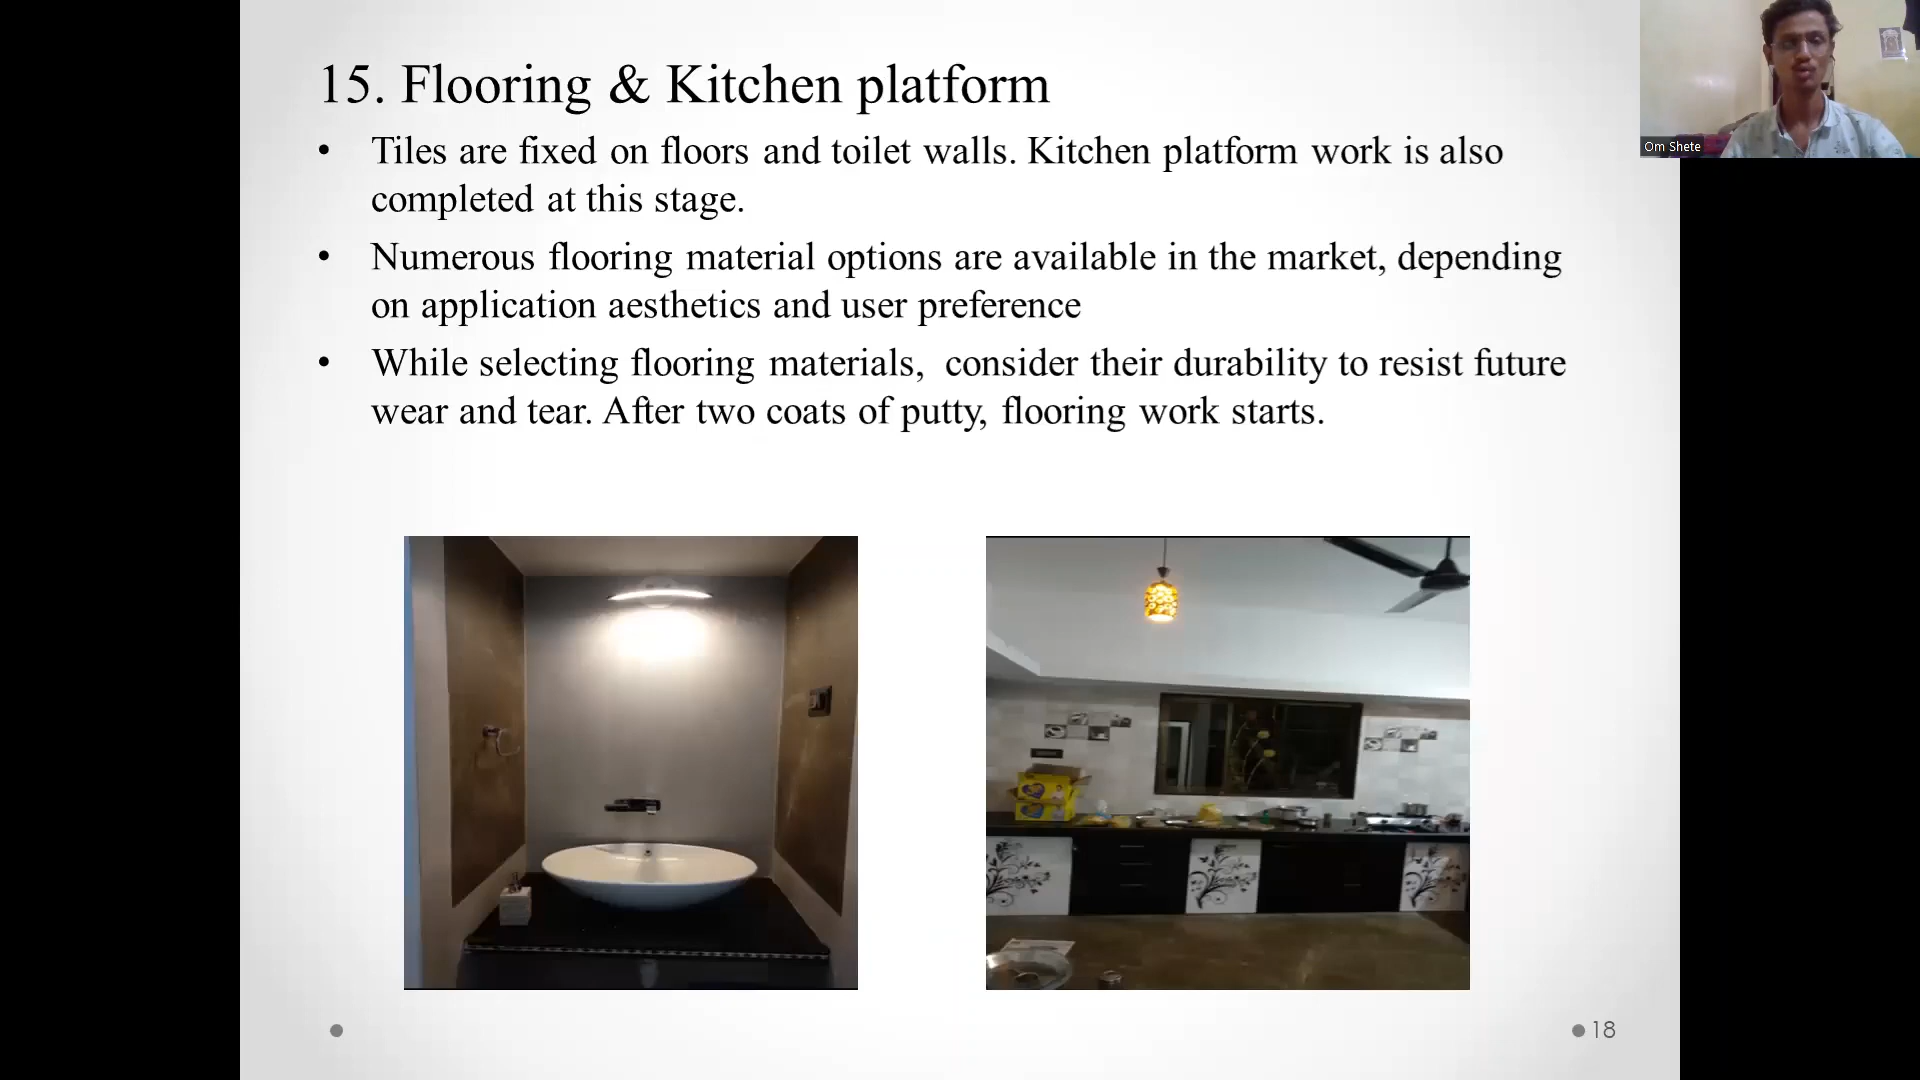 15. Flooring & Kitchen platform
• Tiles are fixed on floors and toilet walls. Kitchen platform work is also
completed at this stage.
• Numerous flooring material options are available in the market, depending
on application aesthetics and user preference
• While selecting flooring materials,  consider their durability to resist future
wear and tear. After two coats of putty, flooring work starts.
18
Om Shete